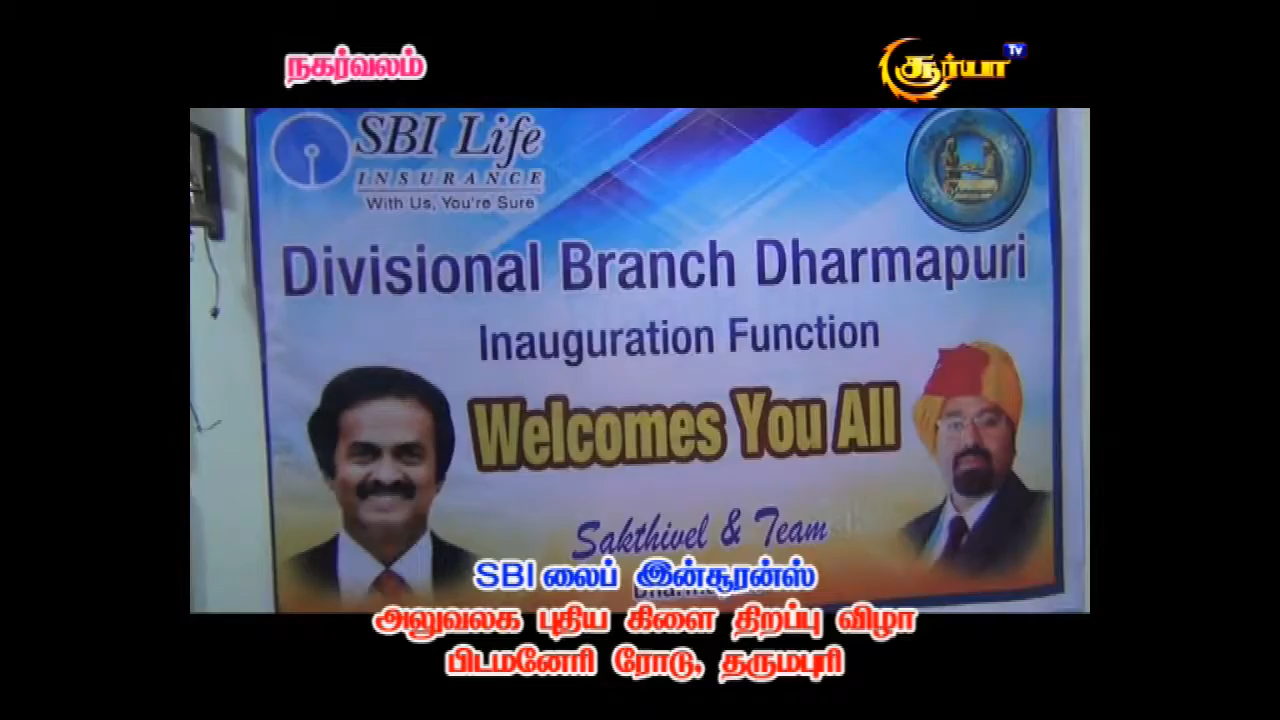 நகர்வலம்
சூர்யா Tv
SBI Life
INSURANCE
With Us, You're Sure
Divisional Branch Dharmapuri
Inauguration Function
Welcomes You All
Sakthivel & Team
SBI லைப் இன்சூரன்ஸ்
அலுவலக புதிய கிளை திறப்பு விழா
பிடமனேரி ரோடு, தருமபுரி